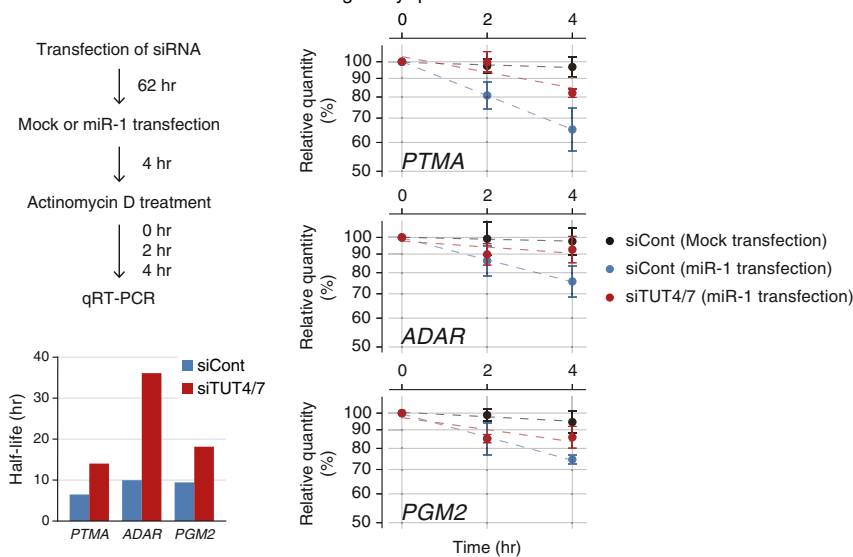 Transfection of siRNA
62 hr
Mock or miR-1 transfection
4 hr
Actinomycin D treatment
0 hr
2 hr
4 hr
qRT-PCR
40
30
20
10
0
Half-life (hr)
siCont
siTUT4/7
PTMA ADAR PGM2
0 2 4
100
90
80
70
60
50
Relative quantity
(%)
PTMA
0 2 4
100
90
80
70
60
50
Relative quantity
(%)
ADAR
0 2 4
100
90
80
70
60
50
Relative quantity
(%)
PGM2
Time (hr)
siCont (Mock transfection)
siCont (miR-1 transfection)
siTUT4/7 (miR-1 transfection)